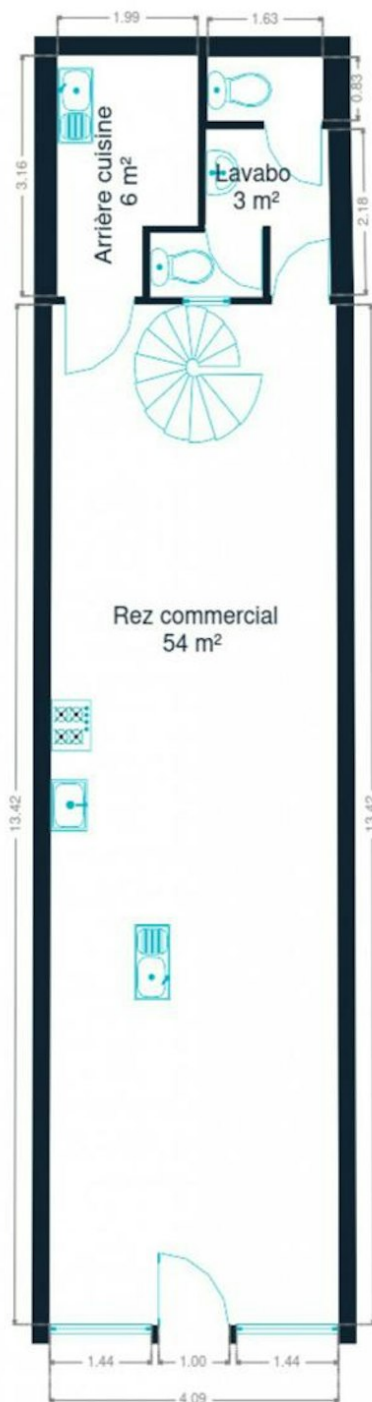 1.99
1.63
3.16
0.83
Arrière cuisine
6 m²
Lavabo
3 m²
2.18
Rez commercial
54 m²
13.42
13.42
1.44
1.00
1.44
4.09